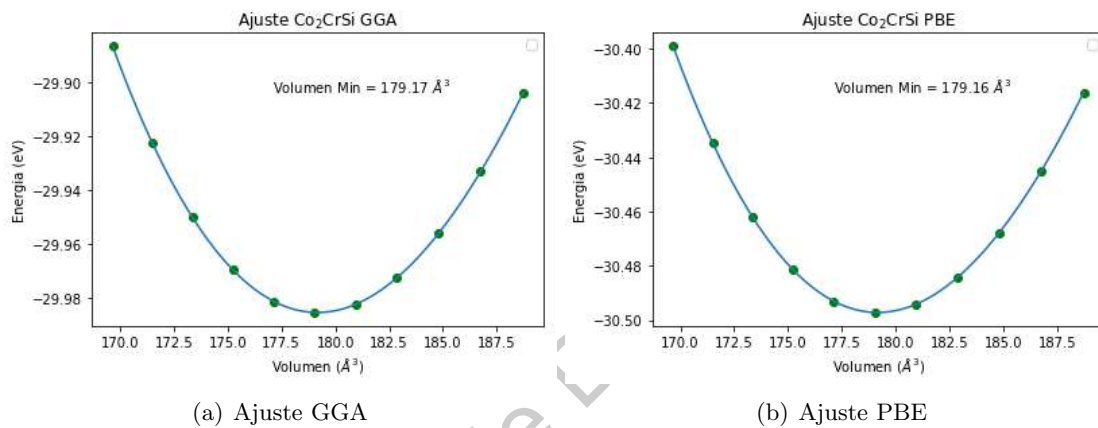 Ajuste Co₂CrSi GGA
Volumen Min = 179.17 Å³
Energia (eV)
−29.90
−29.92
−29.94
−29.96
−29.98
170.0 172.5 175.0 177.5 180.0 182.5 185.0 187.5
Volumen (Å³)
(a) Ajuste GGA
Ajuste Co₂CrSi PBE
Volumen Min = 179.16 Å³
Energia (eV)
−30.40
−30.42
−30.44
−30.46
−30.48
−30.50
170.0 172.5 175.0 177.5 180.0 182.5 185.0 187.5
Volumen (Å³)
(b) Ajuste PBE